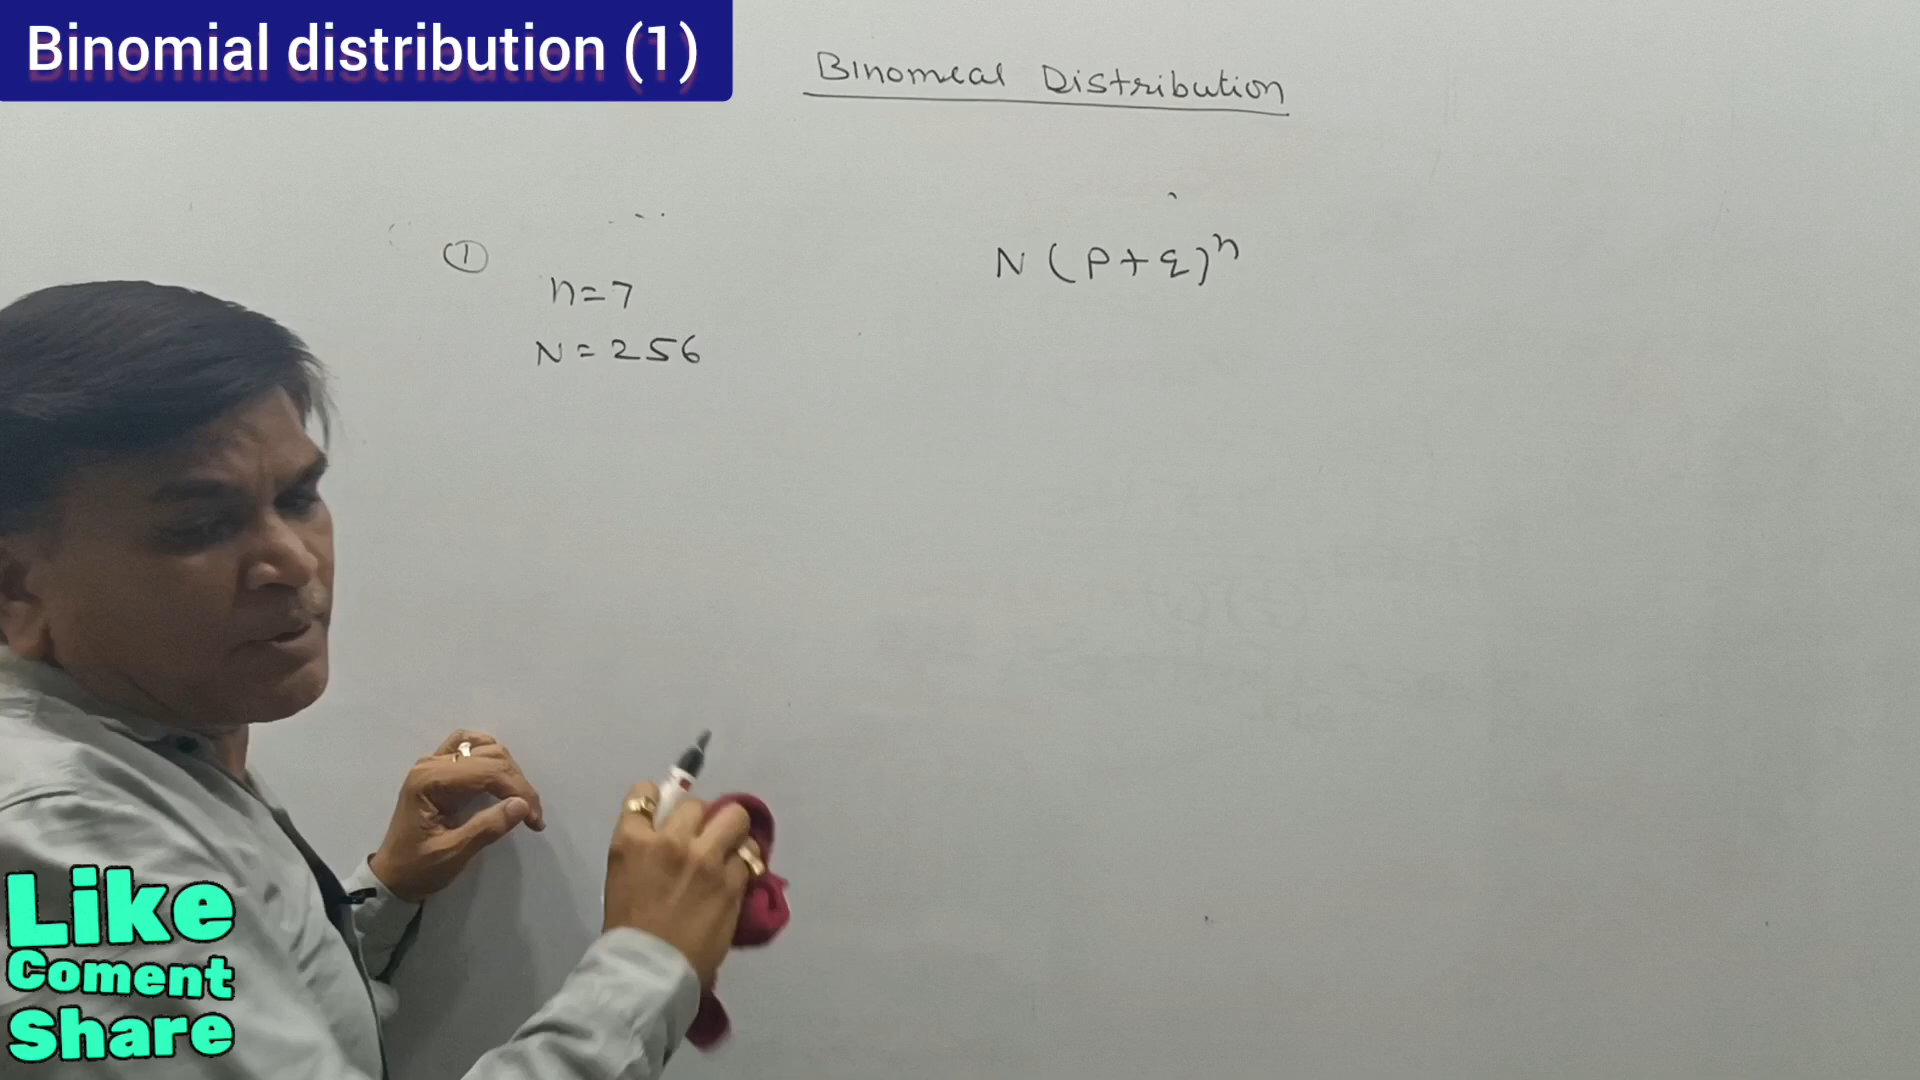 Binomial distribution (1)
Binomeal Distribution
①
N (P+q)ⁿ
n=7
N = 256
Like
Coment
Share